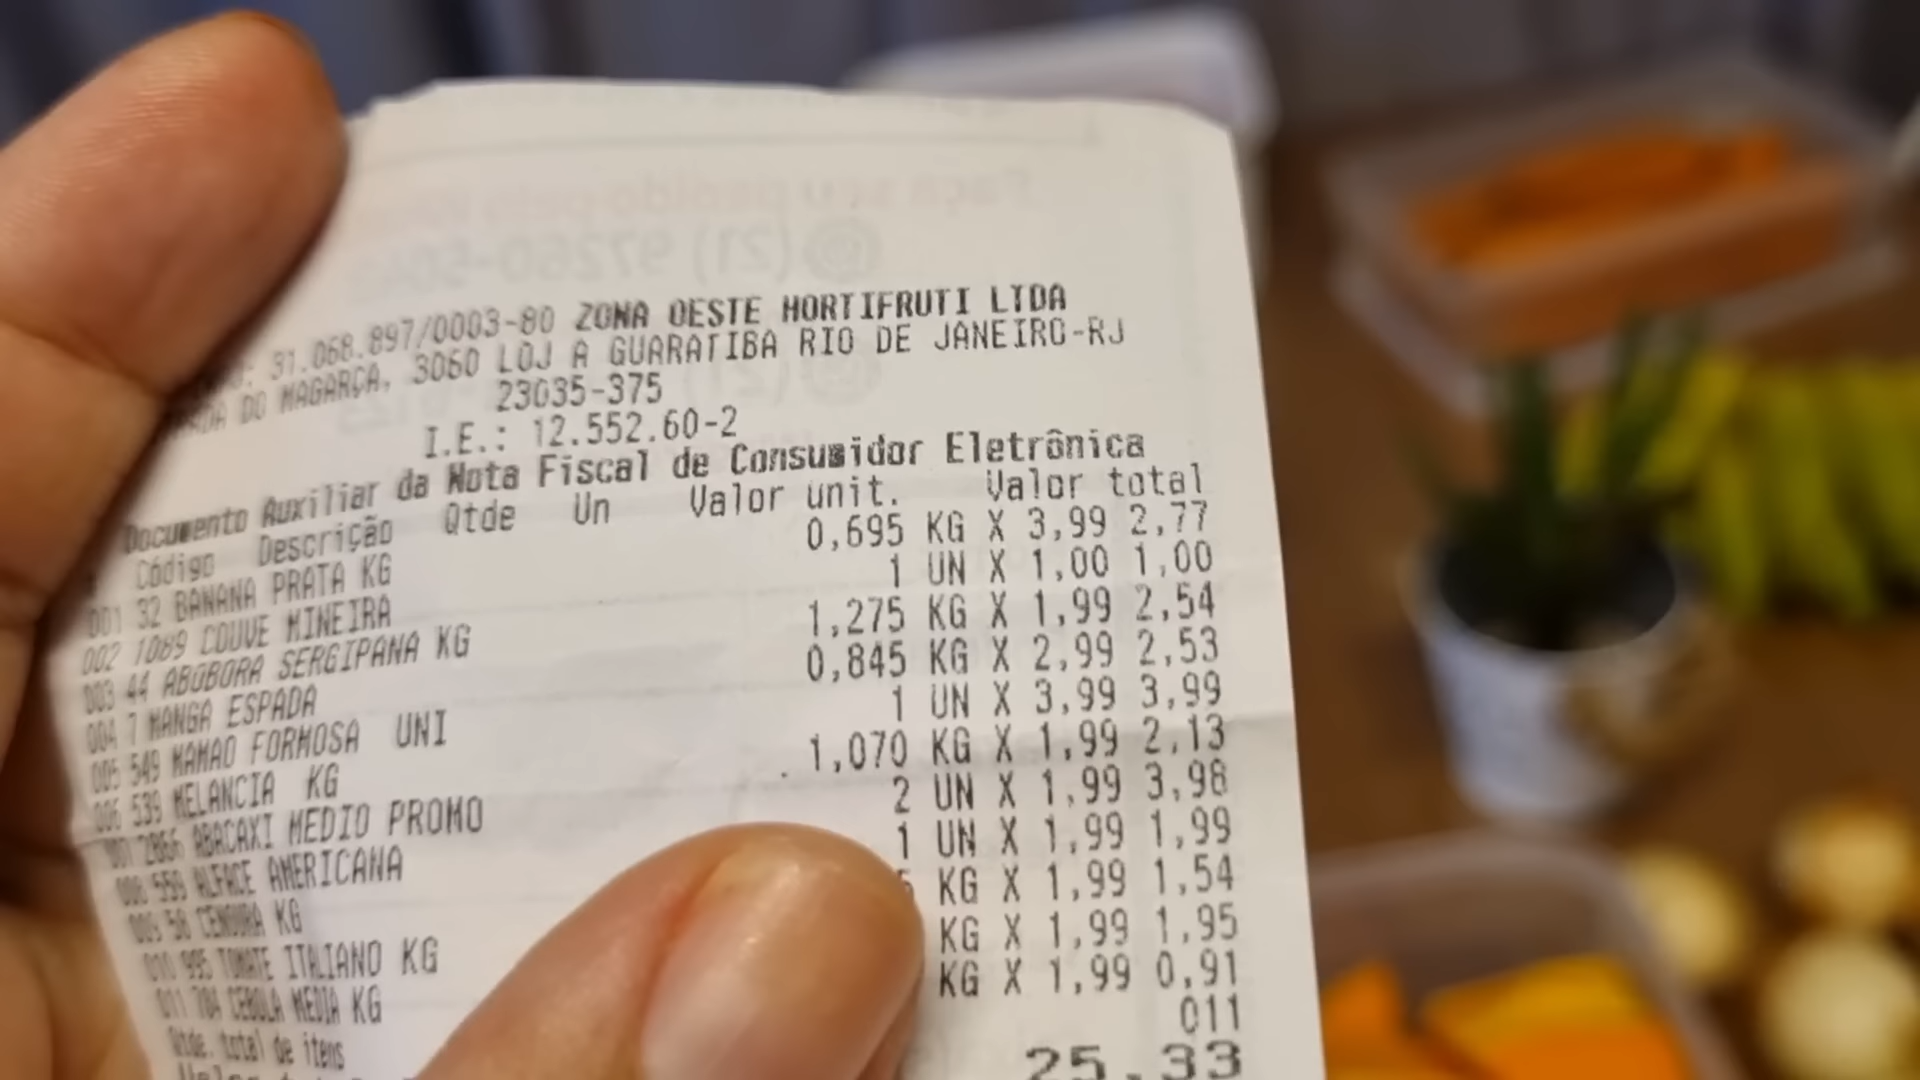 31.068.897/0003-80 ZONA OESTE HORTIFRUTI LTDA
DO MAGARÇA, 3060 LOJ A GUARATIBA RIO DE JANEIRO-RJ
23035-375
I.E.: 12.552.60-2
Documento Auxiliar da Nota Fiscal de Consumidor Eletrônica
Código Descrição Qtde Un Valor unit. Valor total
001 32 BANANA PRATA KG 0,695 KG X 3,99 2,77
002 1089 COUVE MINEIRA 1 UN X 1,00 1,00
003 44 ABOBORA SERGIPANA KG 1,275 KG X 1,99 2,54
004 7 MANGA ESPADA 0,845 KG X 2,99 2,53
005 549 MAMAO FORMOSA UNI 1 UN X 3,99 3,99
006 539 MELANCIA KG 1,070 KG X 1,99 2,13
007 2866 ABACAXI MEDIO PROMO 2 UN X 1,99 3,98
008 559 ALFACE AMERICANA 1 UN X 1,99 1,99
009 58 CENOURA KG KG X 1,99 1,54
010 995 TOMATE ITALIANO KG KG X 1,99 1,95
011 784 CEBOLA MEDIA KG KG X 1,99 0,91
Qtde. total de itens 011
25,33